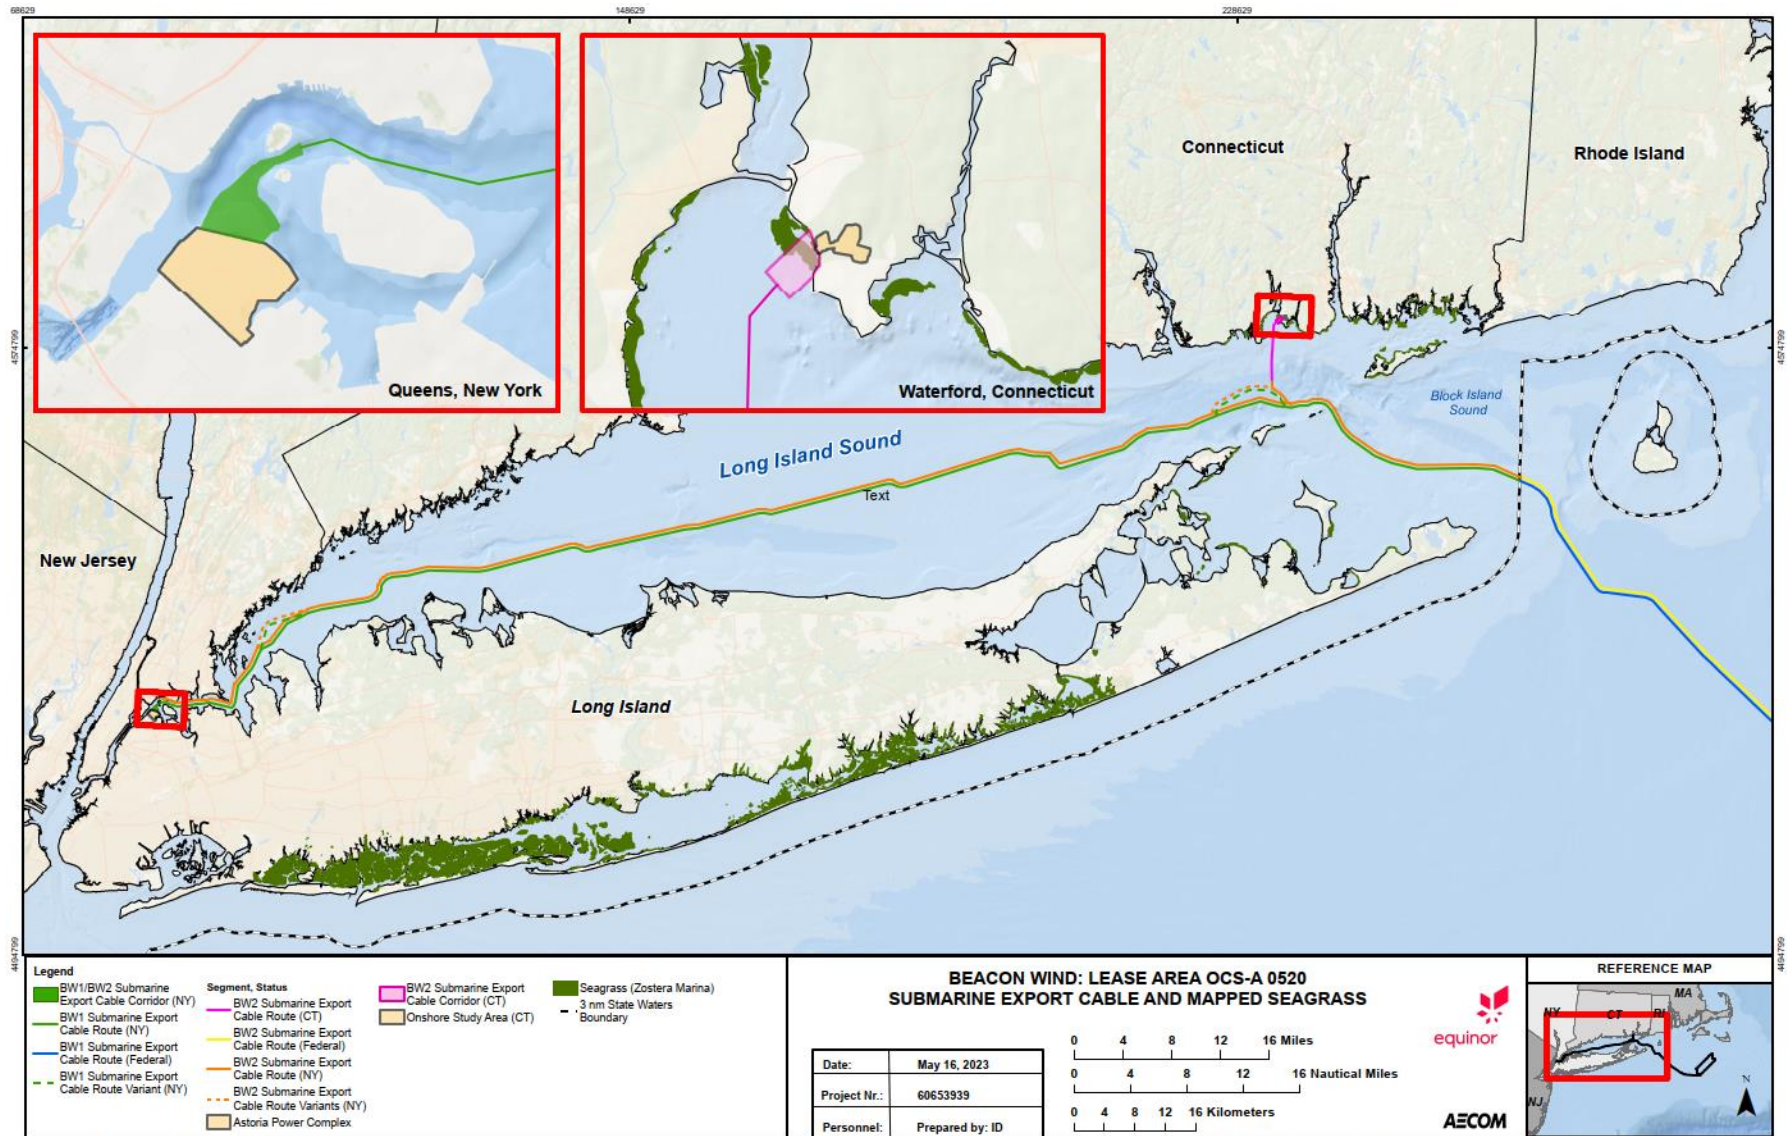 68629
148629
228629
4574799
4574799
4494799
4494799
Queens, New York
Waterford, Connecticut
Connecticut
Rhode Island
Block Island
Sound
Long Island Sound
Text
New Jersey
Long Island
Legend
BW1/BW2 Submarine
Export Cable Corridor (NY)
BW1 Submarine Export
Cable Route (NY)
BW1 Submarine Export
Cable Route (Federal)
BW1 Submarine Export
Cable Route Variant (NY)
Segment, Status
BW2 Submarine Export
Cable Route (CT)
BW2 Submarine Export
Cable Route (Federal)
BW2 Submarine Export
Cable Route (NY)
BW2 Submarine Export
Cable Route Variants (NY)
Astoria Power Complex
BW2 Submarine Export
Cable Corridor (CT)
Onshore Study Area (CT)
Seagrass (Zostera Marina)
3 nm State Waters
Boundary
BEACON WIND: LEASE AREA OCS-A 0520
SUBMARINE EXPORT CABLE AND MAPPED SEAGRASS
Date: May 16, 2023
Project Nr.: 60653939
Personnel: Prepared by: ID
0 4 8 12 16 Miles
0 4 8 12 16 Nautical Miles
0 4 8 12 16 Kilometers
equinor
AECOM
REFERENCE MAP
MA
NY
CT
RI
NJ
N